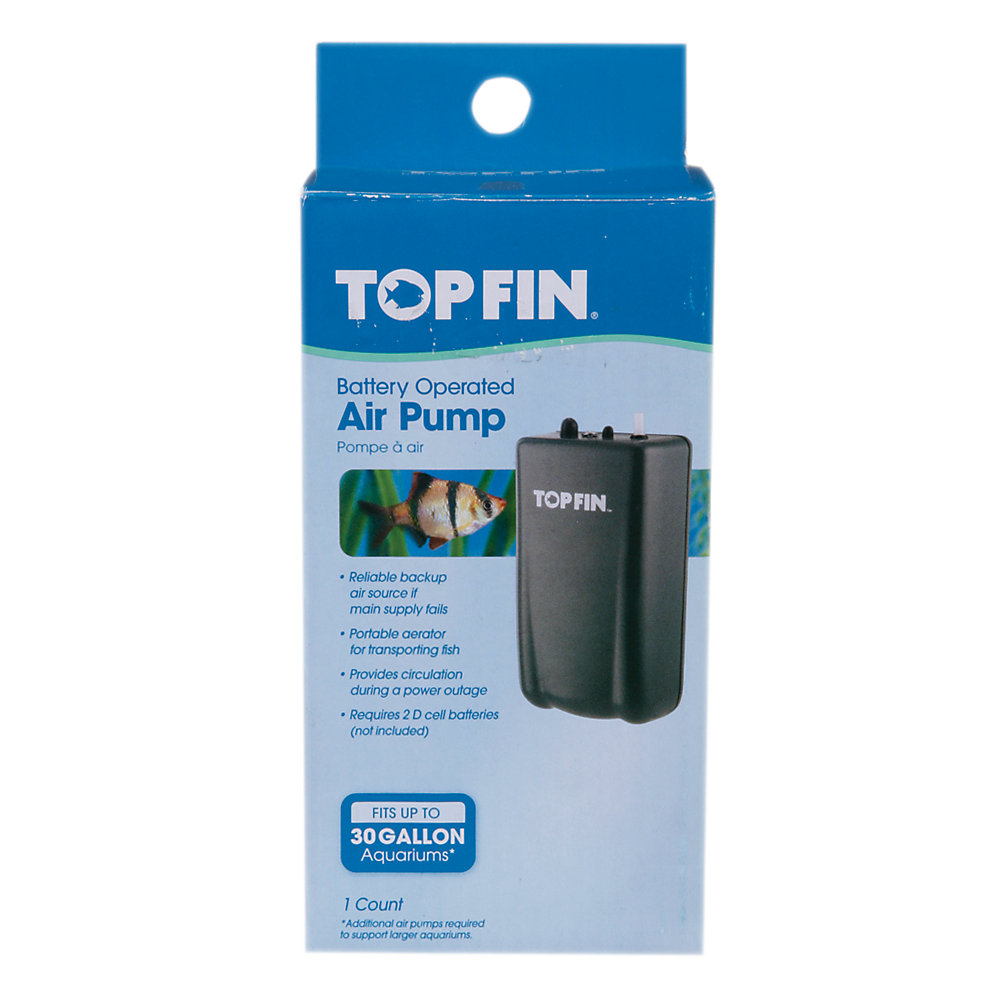 TOPFIN®
Battery Operated
Air Pump
Pompe à air
TOPFIN™
• Reliable backup
air source if
main supply fails
• Portable aerator
for transporting fish
• Provides circulation
during a power outage
• Requires 2 D cell batteries
(not included)
FITS UP TO
30 GALLON
Aquariums*
1 Count
*Additional air pumps required
to support larger aquariums.